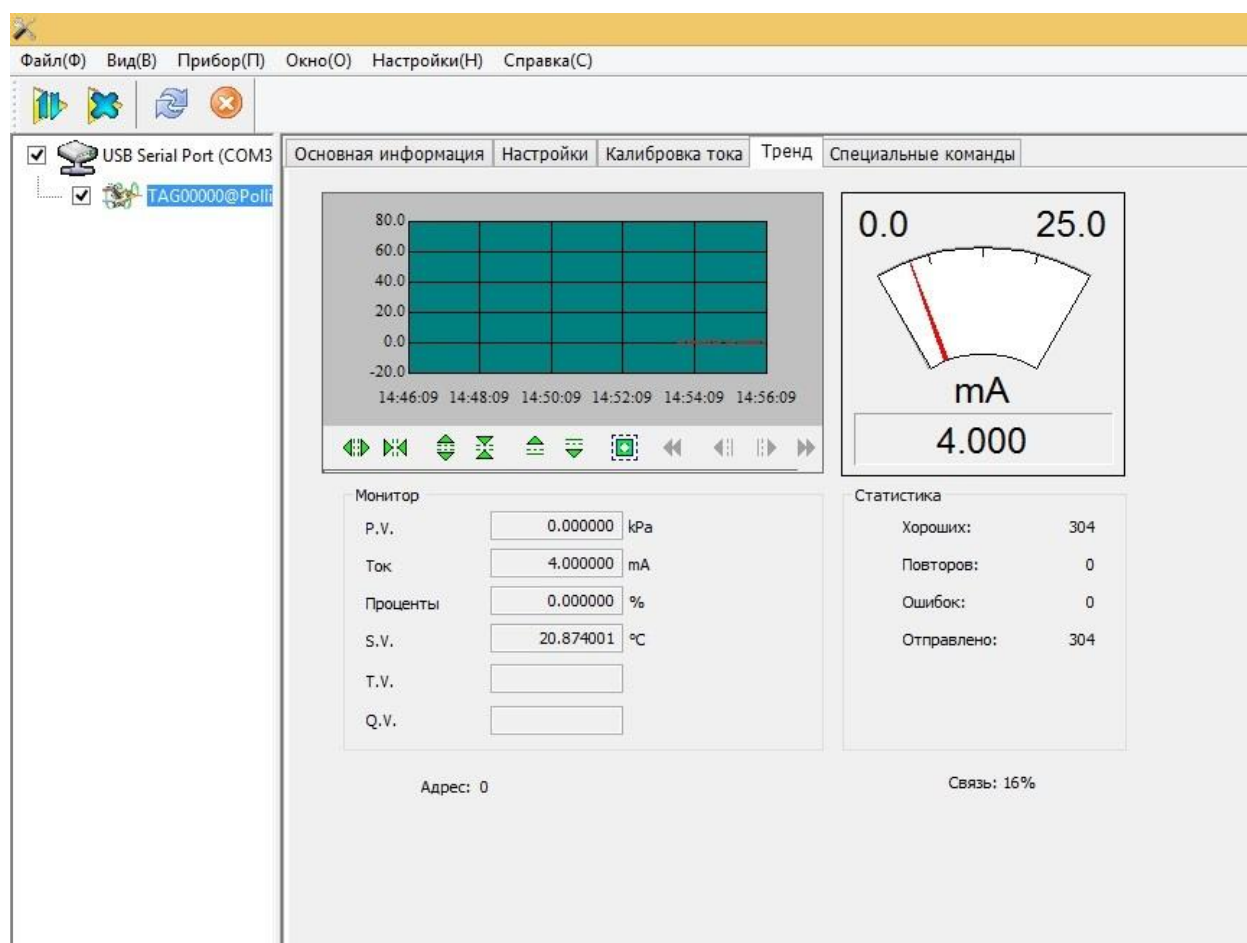 Файл(Ф) Вид(В) Прибор(П) Окно(О) Настройки(Н) Справка(С)
USB Serial Port (COM3
TAG00000@Polli
Основная информация Настройки Калибровка тока Тренд Специальные команды
80.0
60.0
40.0
20.0
0.0
-20.0
14:46:09 14:48:09 14:50:09 14:52:09 14:54:09 14:56:09
0.0 25.0
mA
4.000
Монитор
P.V. 0.000000 kPa
Ток 4.000000 mA
Проценты 0.000000 %
S.V. 20.874001 °C
T.V.
Q.V.
Статистика
Хороших: 304
Повторов: 0
Ошибок: 0
Отправлено: 304
Адрес: 0
Связь: 16%